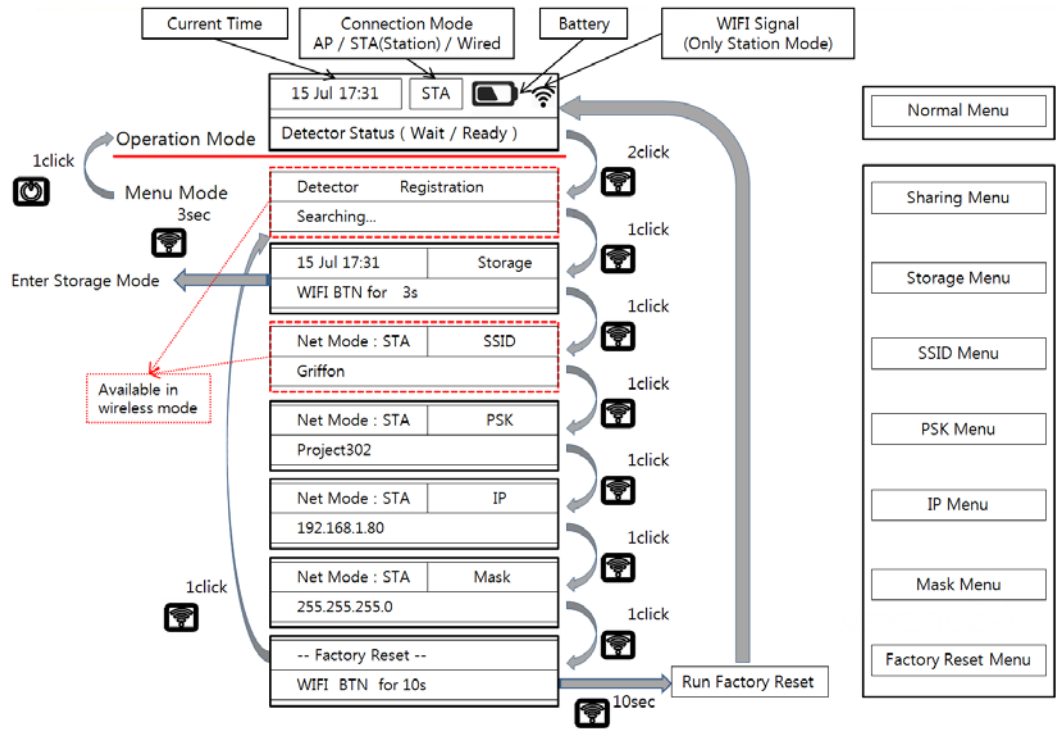 Current Time
Connection Mode
AP / STA(Station) / Wired
Battery
WIFI Signal
(Only Station Mode)
15 Jul 17:31
STA
Detector Status ( Wait / Ready )
Operation Mode
1click
Menu Mode
3sec
2click
Detector Registration
Searching...
1click
15 Jul 17:31
Storage
WIFI BTN for 3s
Enter Storage Mode
1click
Net Mode : STA
SSID
Griffon
Available in
wireless mode
1click
Net Mode : STA
PSK
Project302
1click
Net Mode : STA
IP
192.168.1.80
1click
Net Mode : STA
Mask
255.255.255.0
1click
1click
-- Factory Reset --
WIFI BTN for 10s
10sec
Run Factory Reset
Normal Menu
Sharing Menu
Storage Menu
SSID Menu
PSK Menu
IP Menu
Mask Menu
Factory Reset Menu